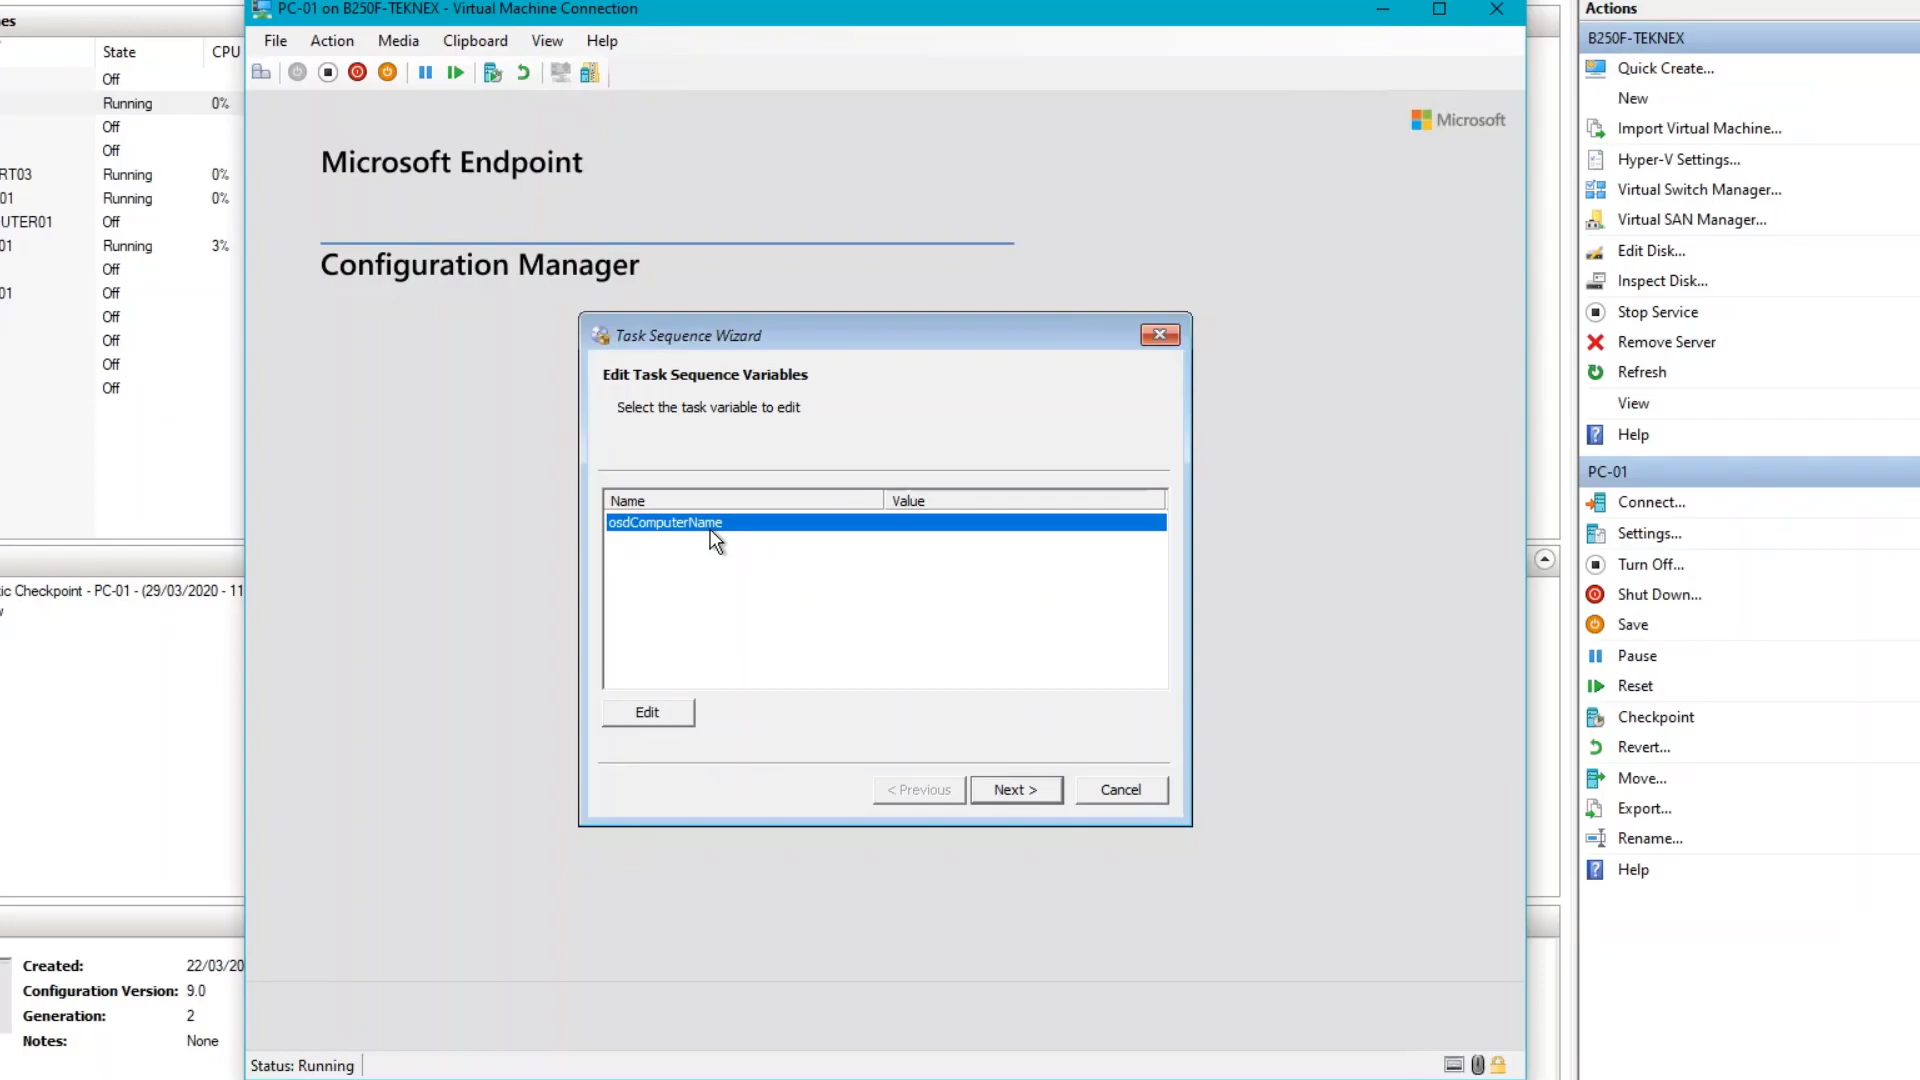 es
State CPU
Off
Running 0%
Off
Off
RT03 Running 0%
01 Running 0%
UTER01 Off
01 Running 3%
Off
01 Off
Off
Off
Off
Off
ic Checkpoint - PC-01 - (29/03/2020 - 11
w
Created: 22/03/20
Configuration Version: 9.0
Generation: 2
Notes: None
PC-01 on B250F-TEKNEX - Virtual Machine Connection
File Action Media Clipboard View Help
Microsoft
Microsoft Endpoint
Configuration Manager
Task Sequence Wizard
Edit Task Sequence Variables
Select the task variable to edit
Name Value
osdComputerName
Edit
< Previous Next > Cancel
Status: Running
Actions
B250F-TEKNEX
Quick Create...
New
Import Virtual Machine...
Hyper-V Settings...
Virtual Switch Manager...
Virtual SAN Manager...
Edit Disk...
Inspect Disk...
Stop Service
Remove Server
Refresh
View
Help
PC-01
Connect...
Settings...
Turn Off...
Shut Down...
Save
Pause
Reset
Checkpoint
Revert...
Move...
Export...
Rename...
Help